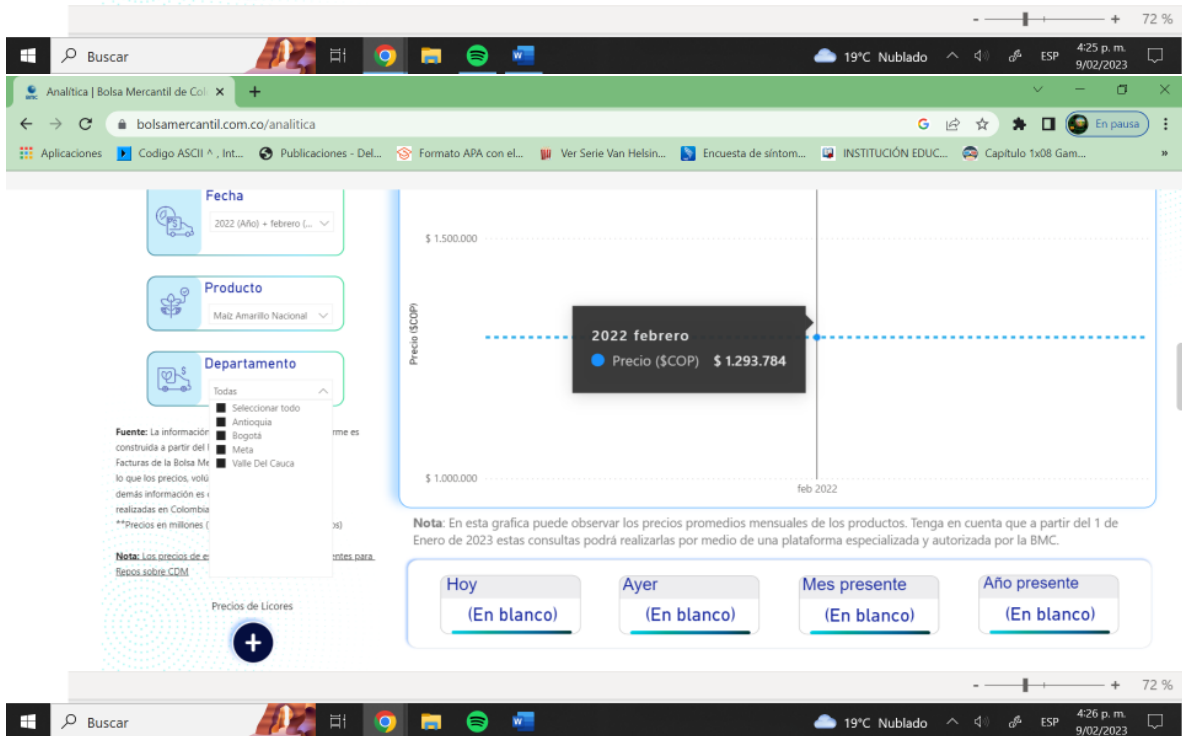 72 %
Buscar
19°C Nublado
ESP
4:25 p. m.
9/02/2023
Analítica | Bolsa Mercantil de Col
bolsamercantil.com.co/analitica
En pausa
Aplicaciones
Codigo ASCII ^ , Int...
Publicaciones - Del...
Formato APA con el...
Ver Serie Van Helsin...
Encuesta de síntom...
INSTITUCIÓN EDUC...
Capítulo 1x08 Gam...
Fecha
2022 (Año) + febrero (...
Producto
Maíz Amarillo Nacional
Departamento
Todas
Seleccionar todo
Antioquia
Bogotá
Meta
Valle Del Cauca
Fuente: La información rme es
construida a partir del
Facturas de la Bolsa Me
lo que los precios, volú
demás información es
realizadas en Colombia
**Precios en millones ( os)
Nota: Los precios de es entes para
Repos sobre CDM
Precios de Licores
$ 1.500.000
Precio ($COP)
2022 febrero
Precio ($COP) $ 1.293.784
$ 1.000.000
feb 2022
Nota: En esta grafica puede observar los precios promedios mensuales de los productos. Tenga en cuenta que a partir del 1 de
Enero de 2023 estas consultas podrá realizarlas por medio de una plataforma especializada y autorizada por la BMC.
Hoy
(En blanco)
Ayer
(En blanco)
Mes presente
(En blanco)
Año presente
(En blanco)
72 %
Buscar
19°C Nublado
ESP
4:26 p. m.
9/02/2023